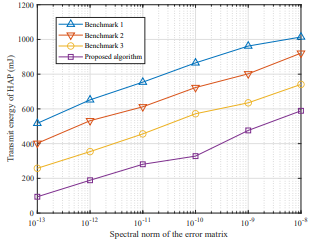 1200
1000
800
600
400
200
0
Transmit energy of HAP (mJ)
Benchmark 1
Benchmark 2
Benchmark 3
Proposed algorithm
10^-13 10^-12 10^-11 10^-10 10^-9 10^-8
Spectral norm of the error matrix